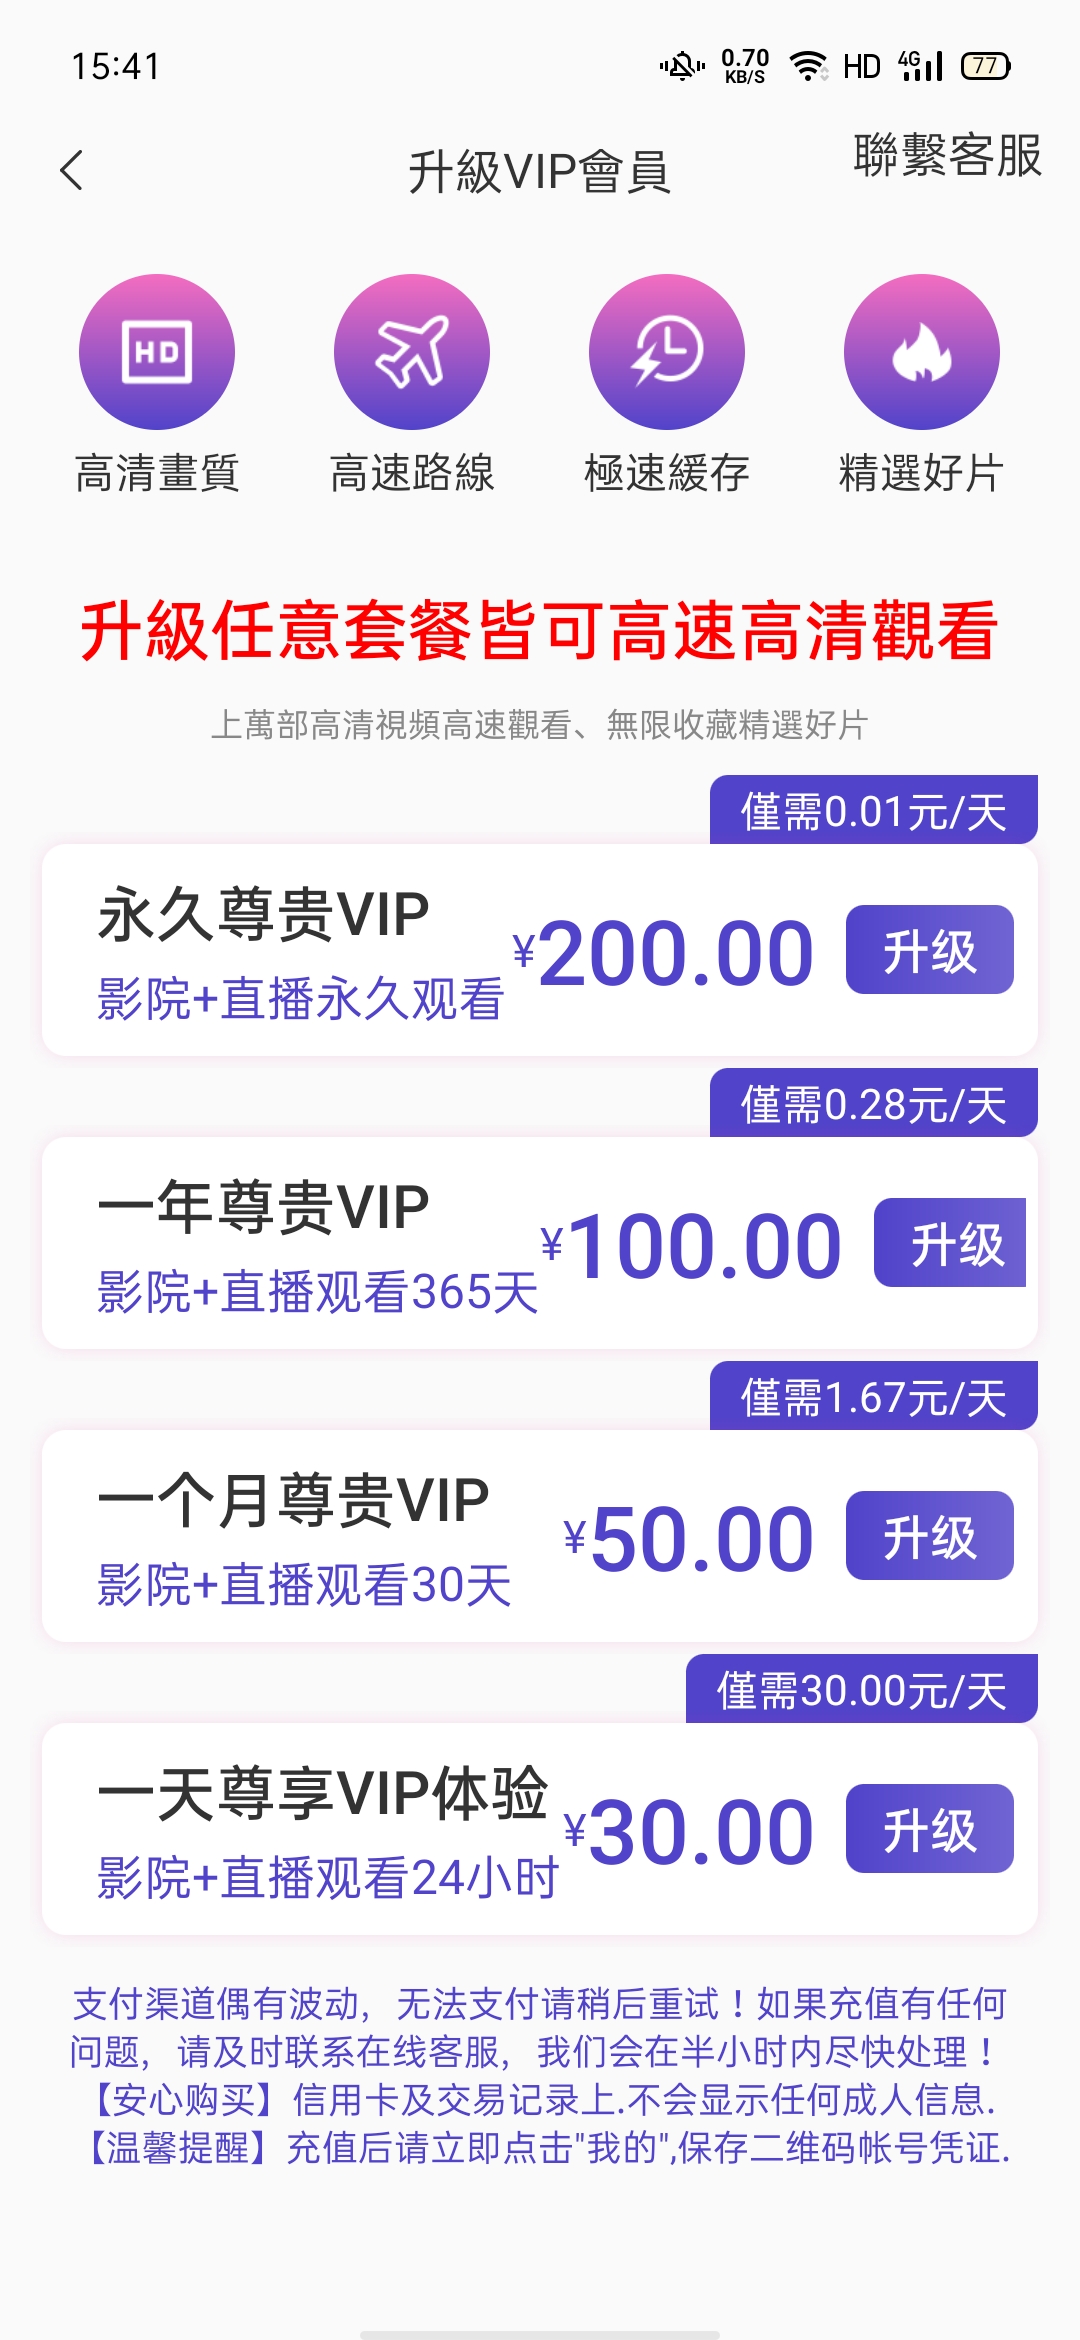 15:41
0.70
KB/S
HD
4G
77
升級VIP會員
聯繫客服
HD
高清畫質
高速路線
極速緩存
精選好片
升級任意套餐皆可高速高清觀看
上萬部高清視頻高速觀看、無限收藏精選好片
僅需0.01元/天
永久尊贵VIP
影院+直播永久观看
¥200.00
升级
僅需0.28元/天
一年尊贵VIP
影院+直播观看365天
¥100.00
升级
僅需1.67元/天
一个月尊贵VIP
影院+直播观看30天
¥50.00
升级
僅需30.00元/天
一天尊享VIP体验
影院+直播观看24小时
¥30.00
升级
支付渠道偶有波动，无法支付请稍后重试！如果充值有任何
问题，请及时联系在线客服，我们会在半小时内尽快处理！
【安心购买】信用卡及交易记录上.不会显示任何成人信息.
【温馨提醒】充值后请立即点击"我的",保存二维码帐号凭证.